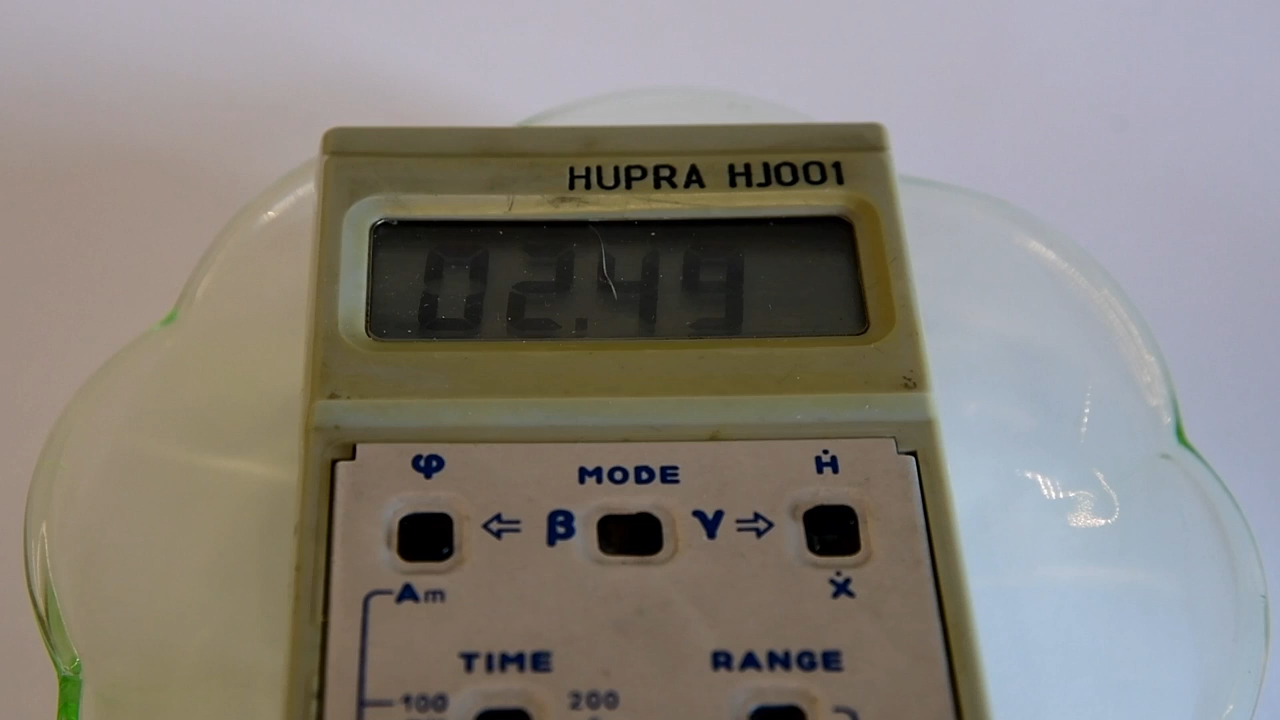 HUPRA HJ001
02.49
φ MODE Ḣ
⇦ β γ ⇨
Am Ẋ
TIME RANGE
100 200